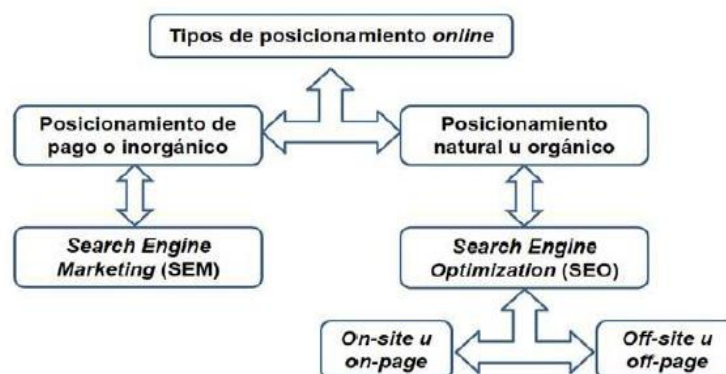 Tipos de posicionamiento online
Posicionamiento de
pago o inorgánico
Posicionamiento
natural u orgánico
Search Engine
Marketing (SEM)
Search Engine
Optimization (SEO)
On-site u
on-page
Off-site u
off-page